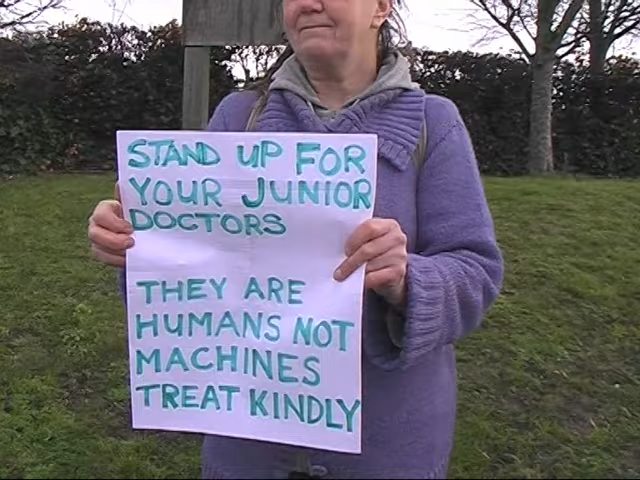 STAND UP FOR
YOUR JUNIOR
DOCTORS
THEY ARE
HUMANS NOT
MACHINES
TREAT KINDLY